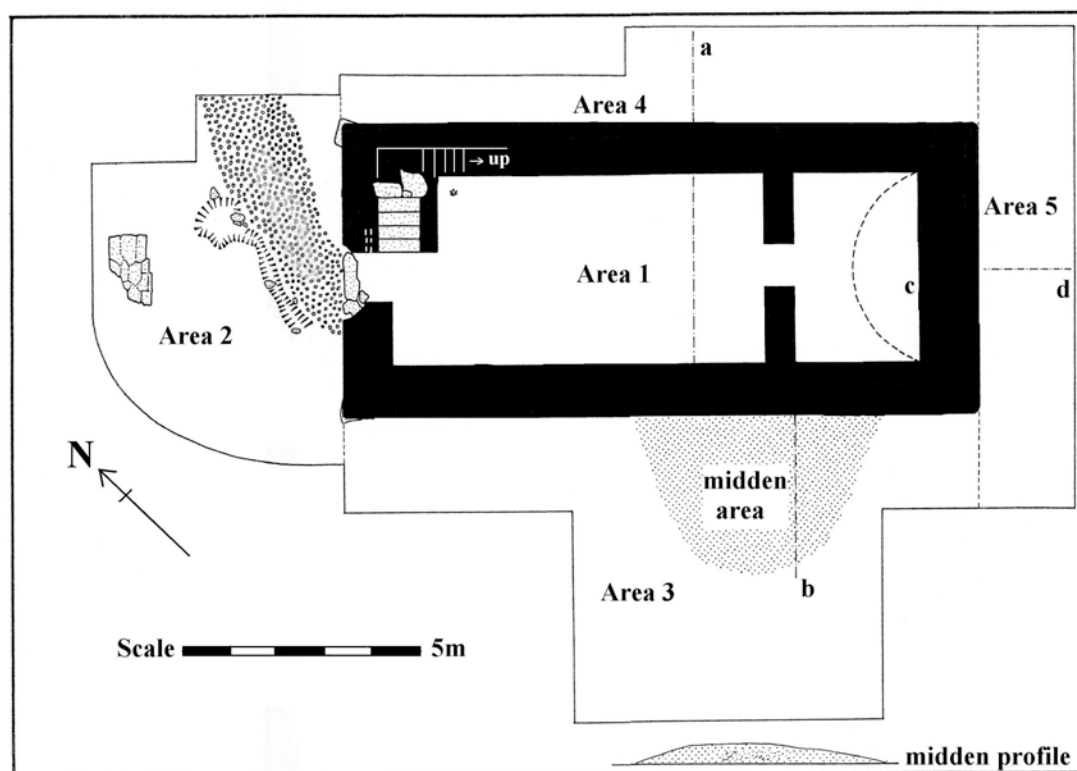 a
Area 4
up
Area 5
Area 1
c
d
Area 2
N
midden
area
Area 3
b
Scale
5m
midden profile